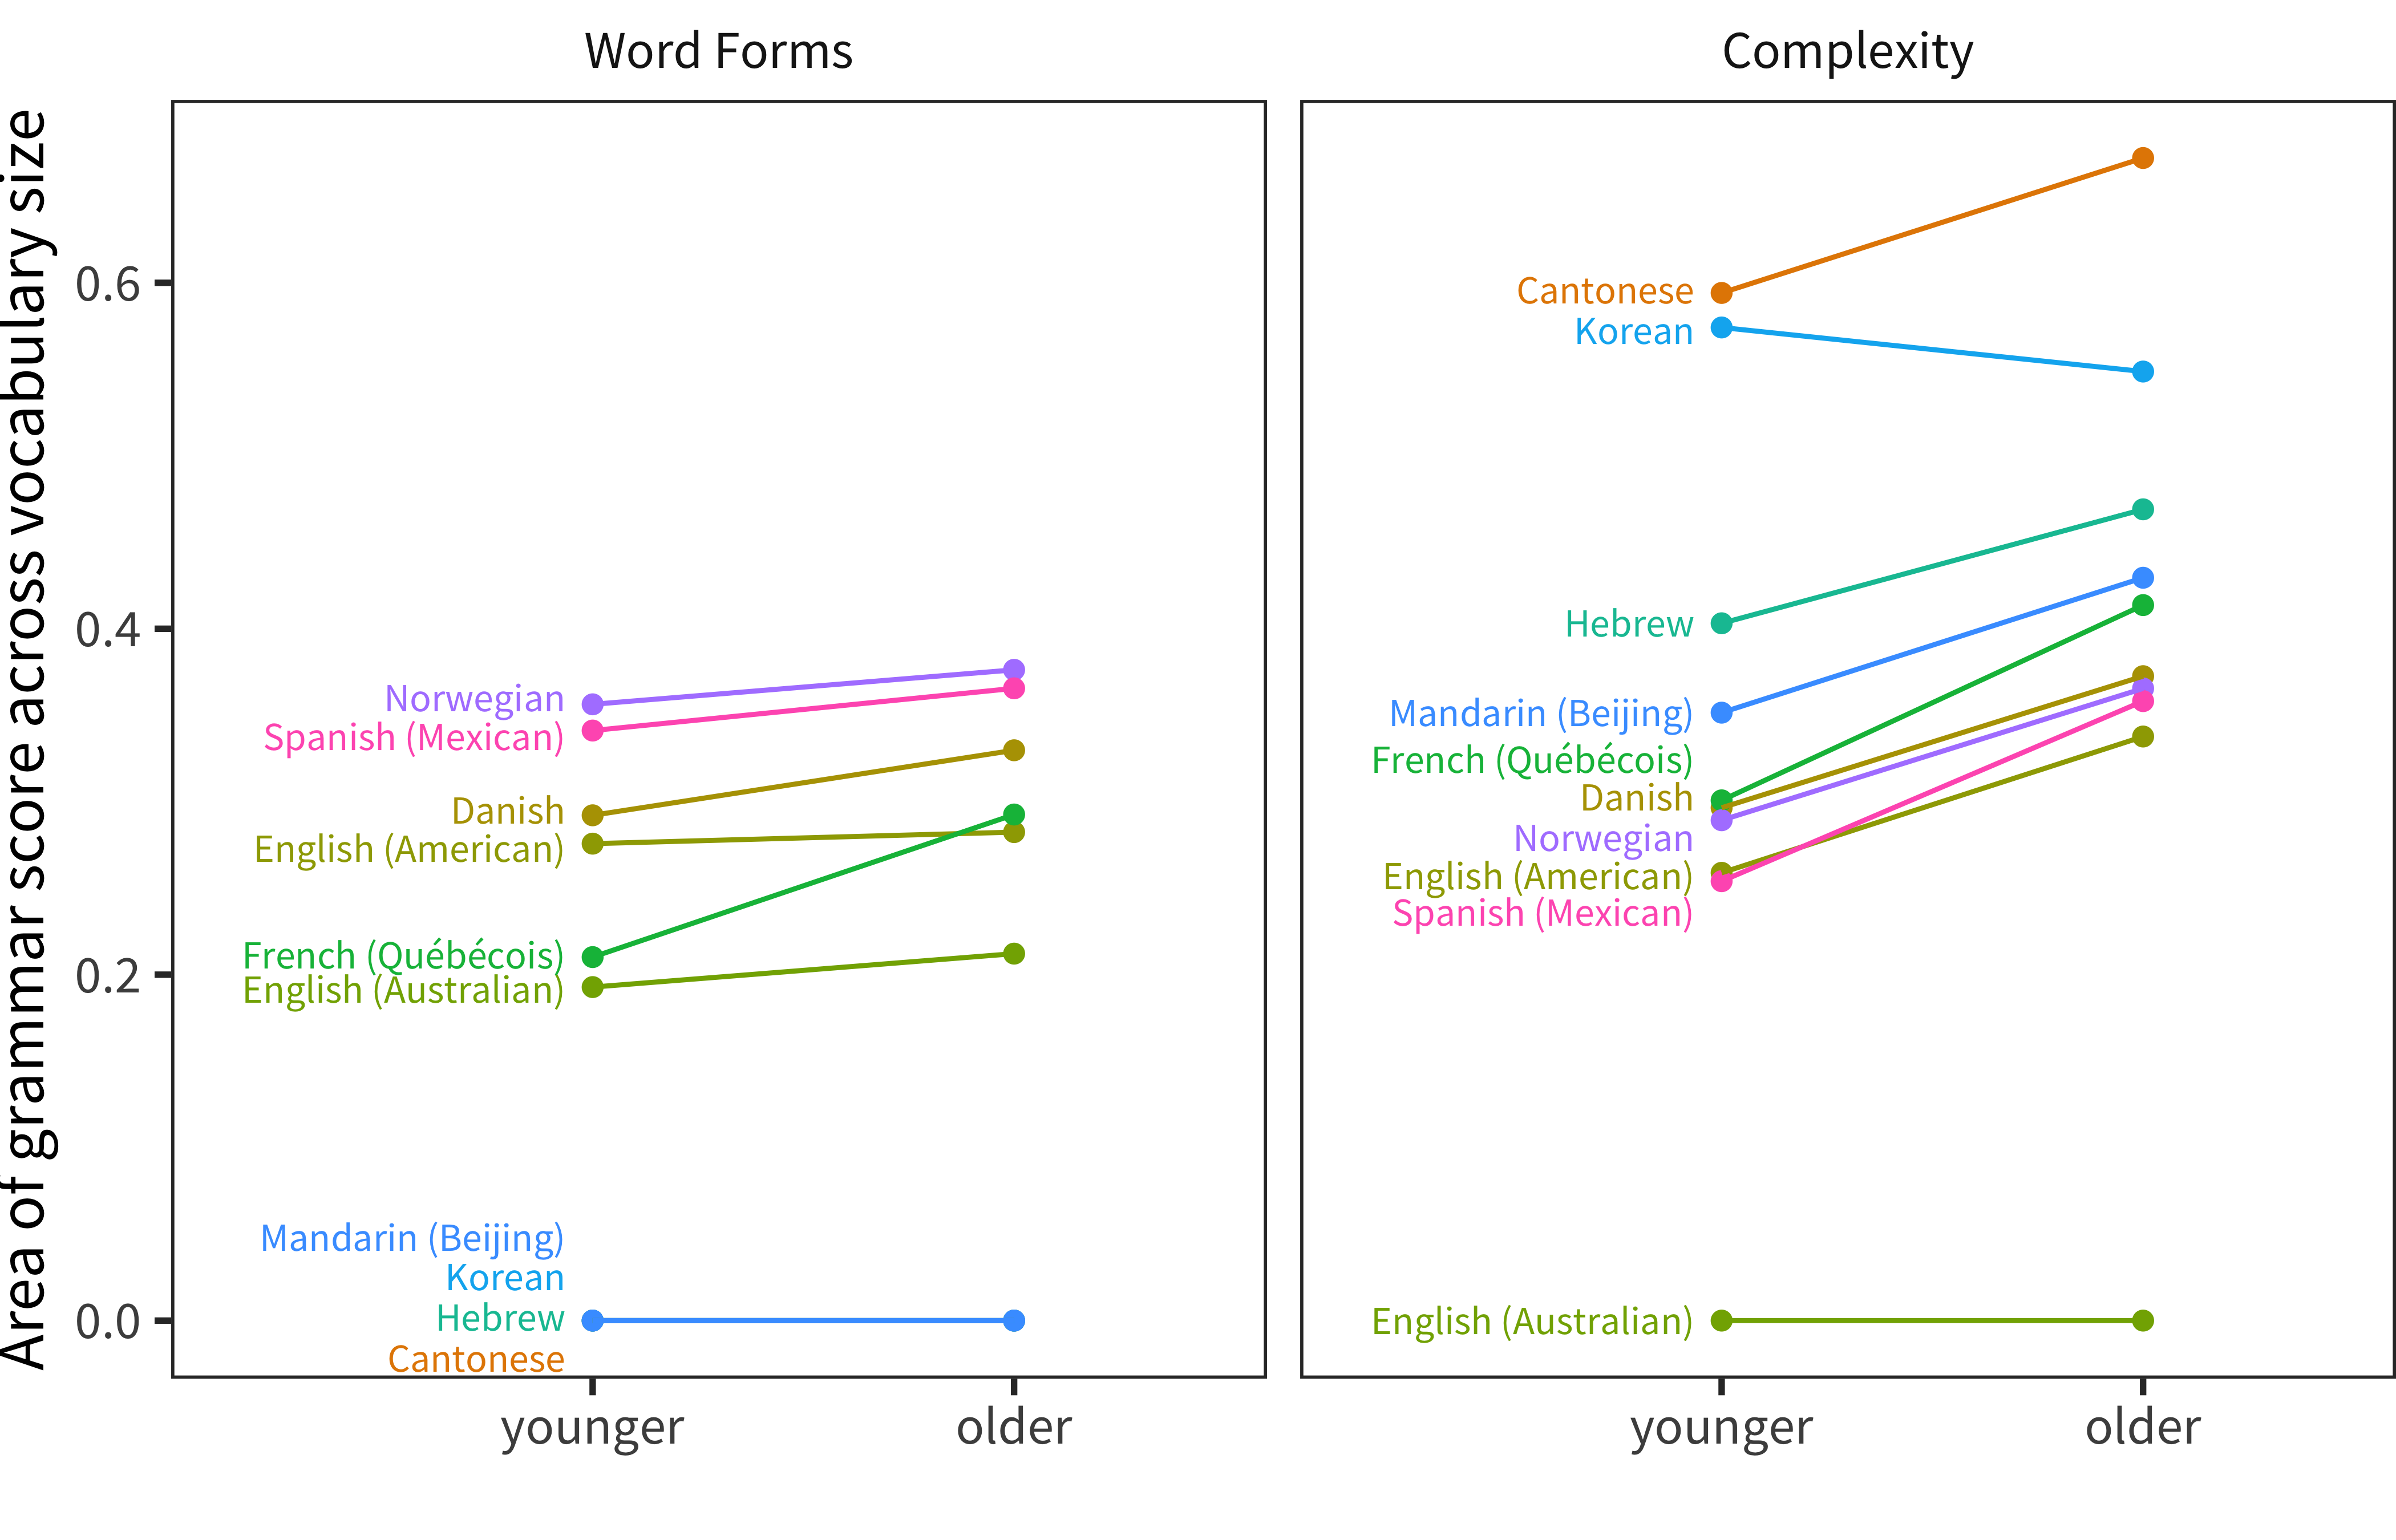 Word Forms
Complexity
Area of grammar score across vocabulary size
0.6
0.4
0.2
0.0
Norwegian
Spanish (Mexican)
Danish
English (American)
French (Québécois)
English (Australian)
Mandarin (Beijing)
Korean
Hebrew
Cantonese
younger
older
Cantonese
Korean
Hebrew
Mandarin (Beijing)
French (Québécois)
Danish
Norwegian
English (American)
Spanish (Mexican)
English (Australian)
younger
older